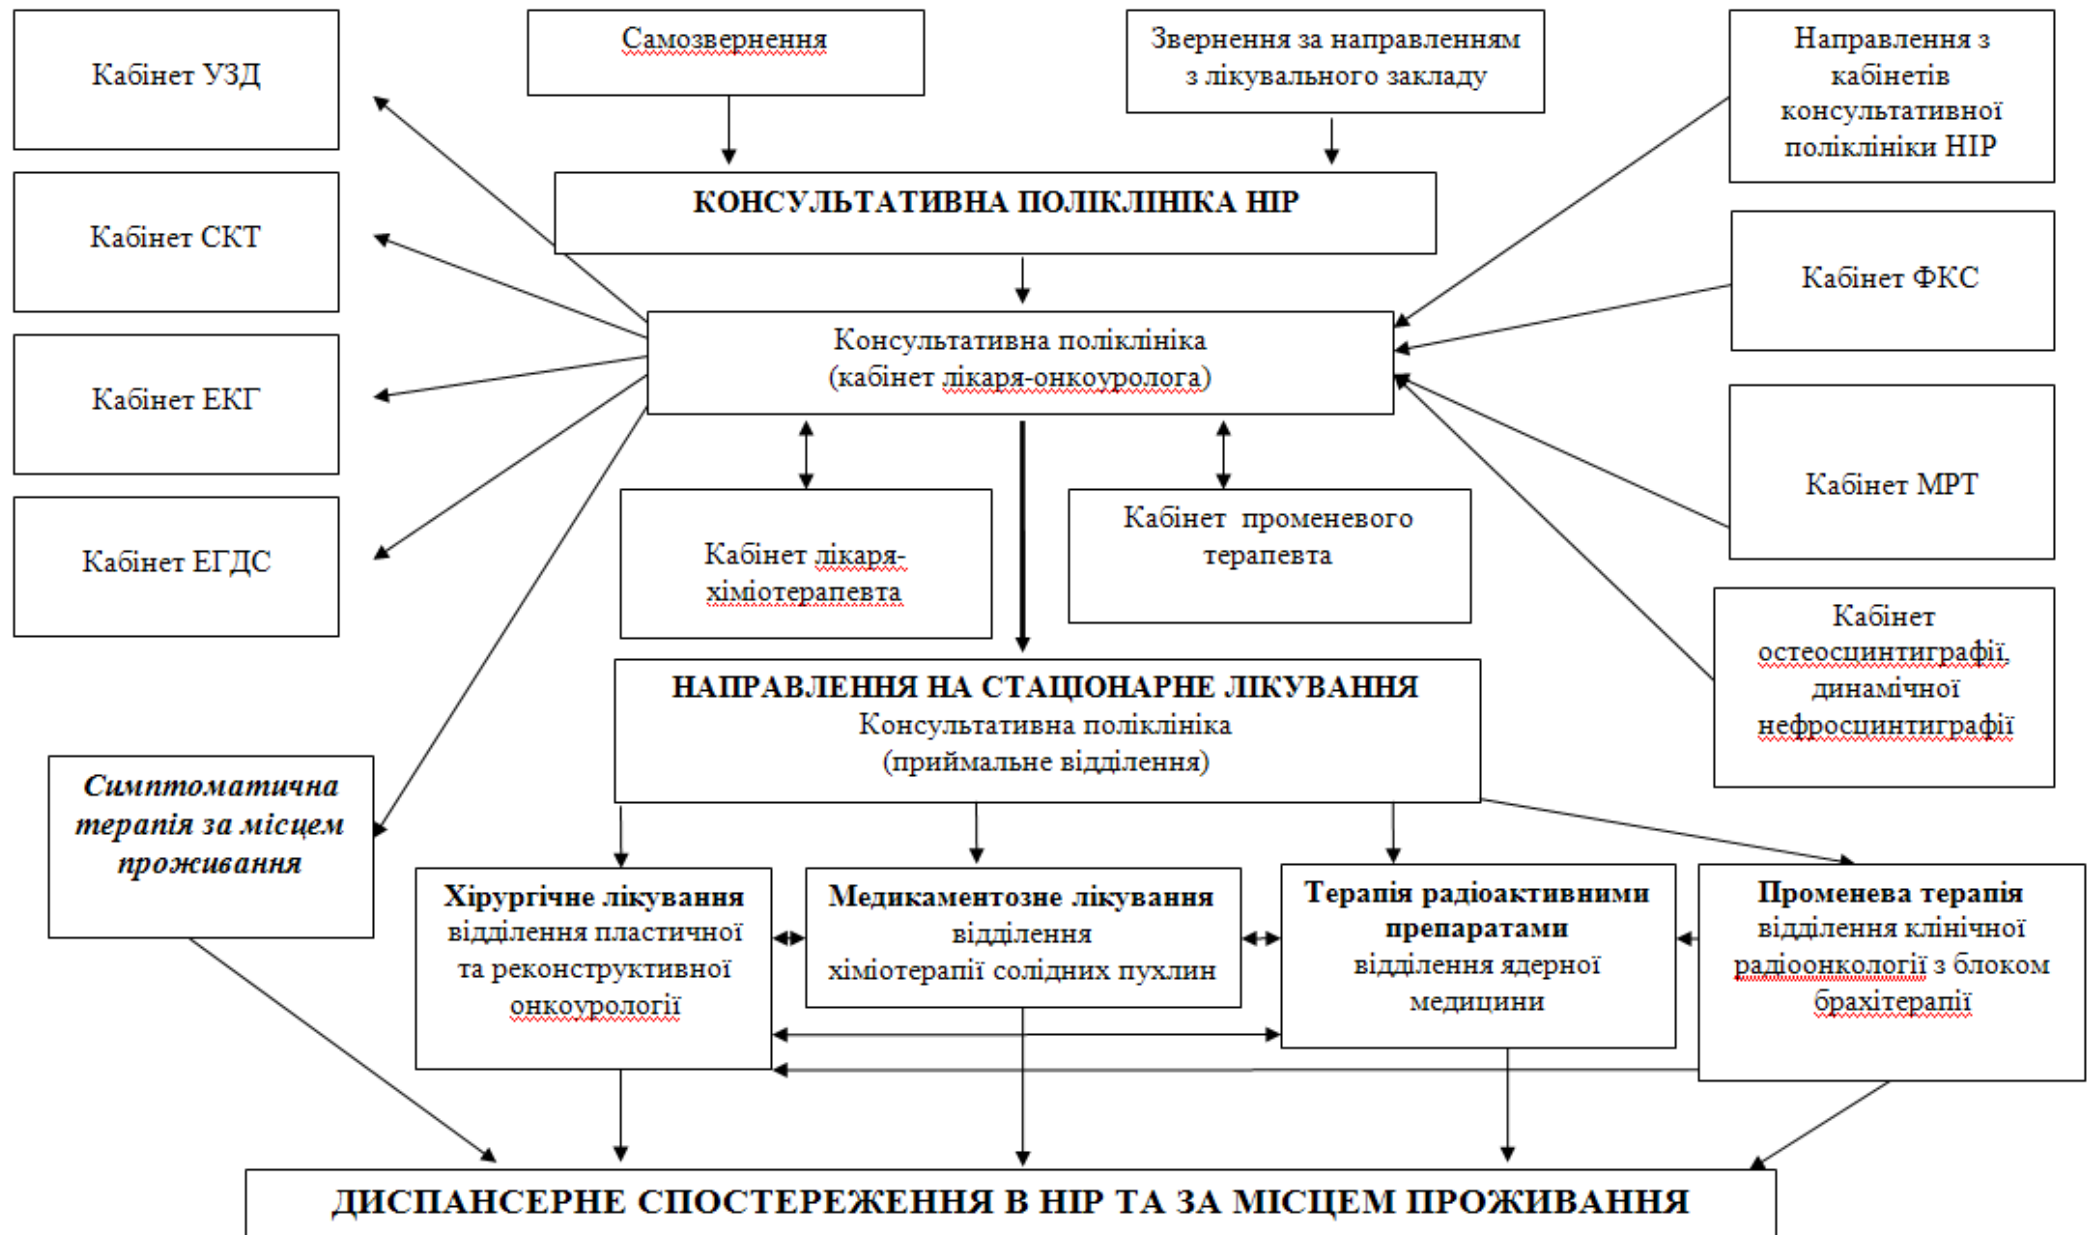 Кабінет УЗД
Самозвернення
Звернення за направленням
з лікувального закладу
Направлення з
кабінетів
консультативної
поліклініки НІР
КОНСУЛЬТАТИВНА ПОЛІКЛІНІКА НІР
Кабінет СКТ
Кабінет ФКС
Консультативна поліклініка
(кабінет лікаря-онкоуролога)
Кабінет ЕКГ
Кабінет МРТ
Кабінет ЕГДС
Кабінет лікаря-
хіміотерапевта
Кабінет променевого
терапевта
Кабінет
остеосцинтиграфії,
динамічної
нефросцинтиграфії
НАПРАВЛЕННЯ НА СТАЦІОНАРНЕ ЛІКУВАННЯ
Консультативна поліклініка
(приймальне відділення)
Симптоматична
терапія за місцем
проживання
Хірургічне лікування
відділення пластичної
та реконструктивної
онкоурології
Медикаментозне лікування
відділення
хіміотерапії солідних пухлин
Терапія радіоактивними
препаратами
відділення ядерної
медицини
Променева терапія
відділення клінічної
радіоонкології з блоком
брахітерапії
ДИСПАНСЕРНЕ СПОСТЕРЕЖЕННЯ В НІР ТА ЗА МІСЦЕМ ПРОЖИВАННЯ